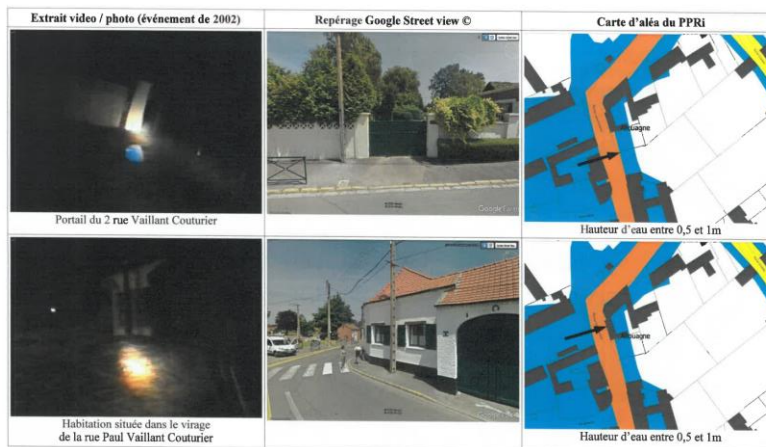 Extrait video / photo (événement de 2002)
Repérage Google Street view ©
Carte d'aléa du PPRi
Portail du 2 rue Vaillant Couturier
Hauteur d'eau entre 0,5 et 1m
Habitation située dans le virage
de la rue Paul Vaillant Couturier
Hauteur d'eau entre 0,5 et 1m